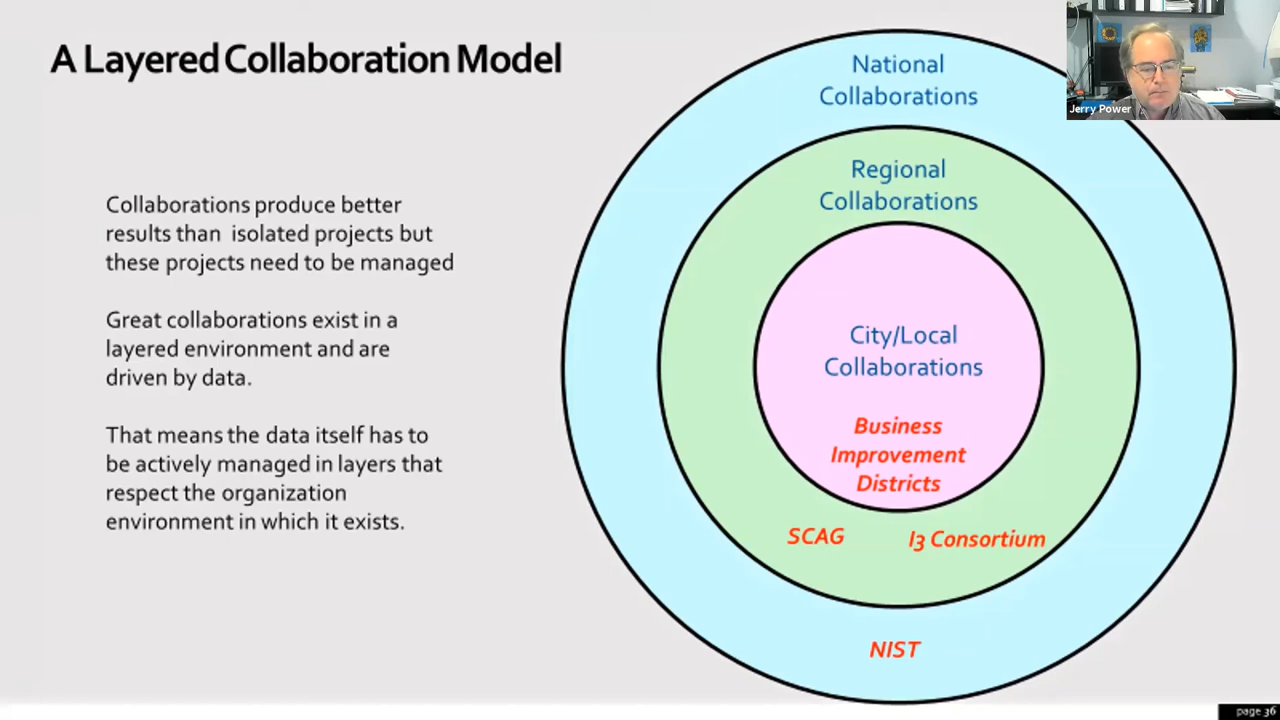 A Layered Collaboration Model
Collaborations produce better
results than isolated projects but
these projects need to be managed
Great collaborations exist in a
layered environment and are
driven by data.
That means the data itself has to
be actively managed in layers that
respect the organization
environment in which it exists.
National
Collaborations
Regional
Collaborations
City/Local
Collaborations
Business
Improvement
Districts
SCAG
I3 Consortium
NIST
Jerry Power
page 36